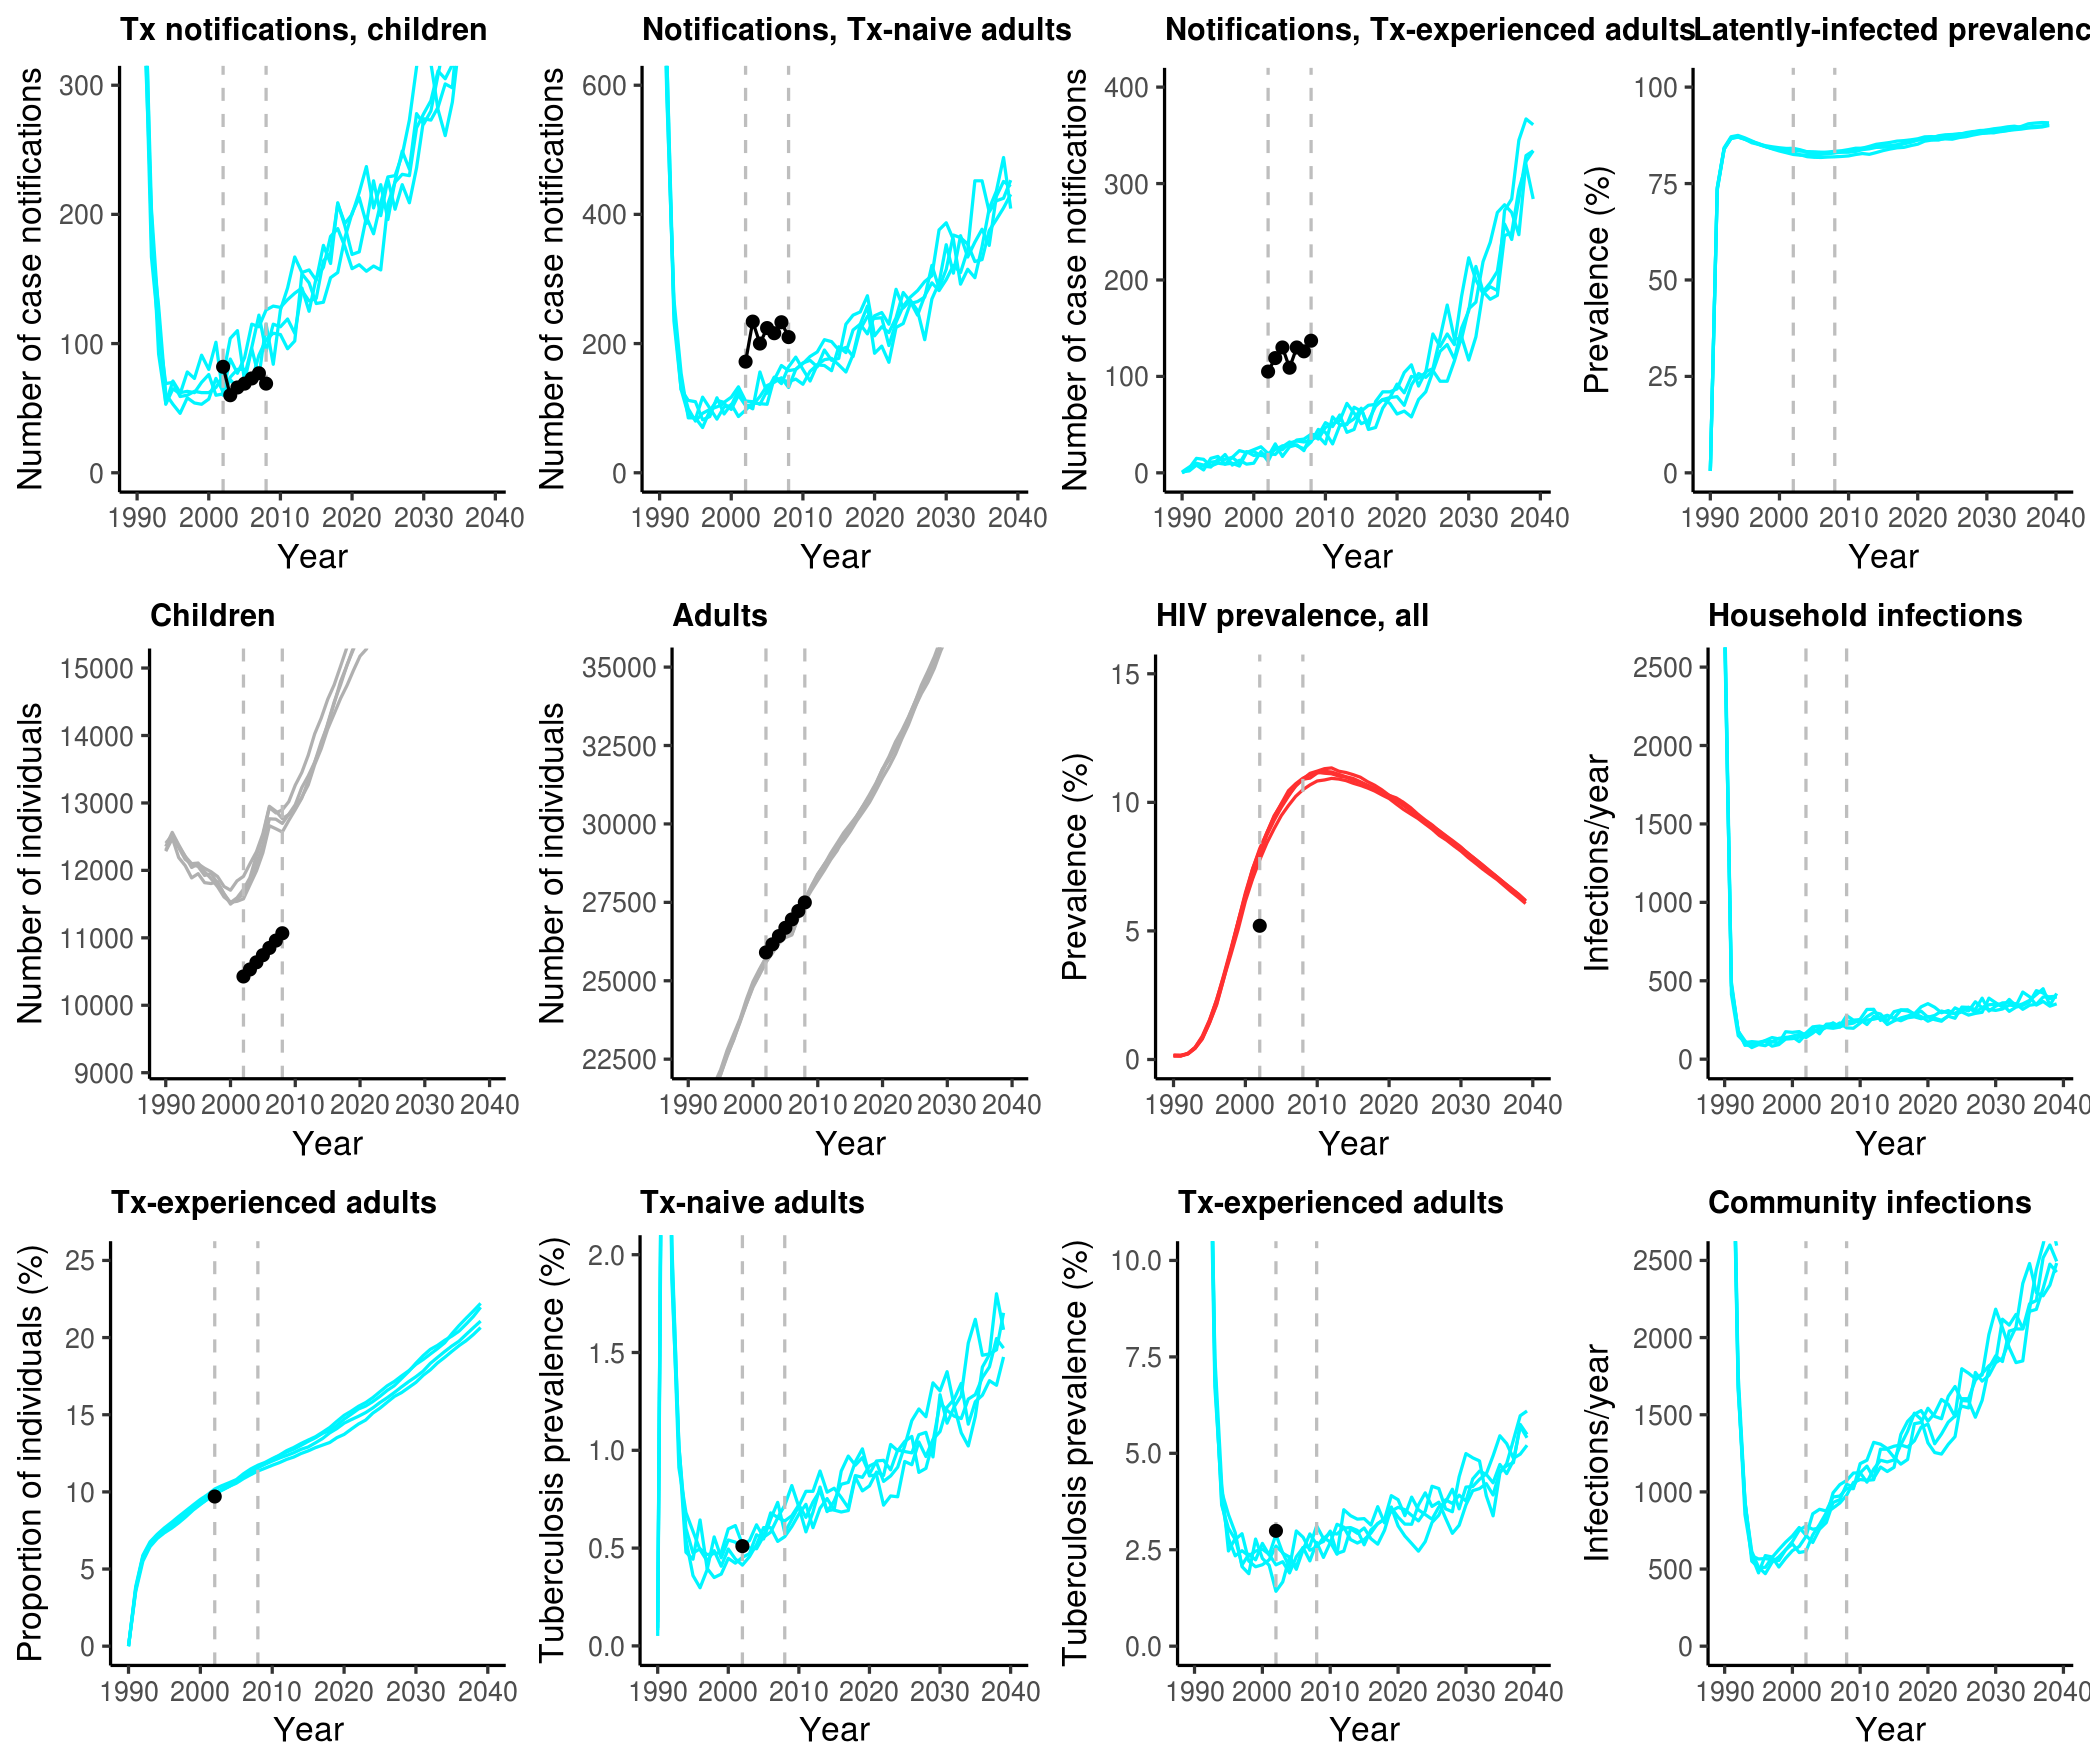 Tx notifications, children
Number of case notifications
300
200
100
0
1990 2000 2010 2020 2030 2040
Year
Notifications, Tx-naive adults
Number of case notifications
600
400
200
0
1990 2000 2010 2020 2030 2040
Year
Notifications, Tx-experienced adults
Number of case notifications
400
300
200
100
0
1990 2000 2010 2020 2030 2040
Year
Latently-infected prevalenc
Prevalence (%)
100
75
50
25
0
1990 2000 2010 2020 2030 2040
Year
Children
Number of individuals
15000
14000
13000
12000
11000
10000
9000
1990 2000 2010 2020 2030 2040
Year
Adults
Number of individuals
35000
32500
30000
27500
25000
22500
1990 2000 2010 2020 2030 2040
Year
HIV prevalence, all
Prevalence (%)
15
10
5
0
1990 2000 2010 2020 2030 2040
Year
Household infections
Infections/year
2500
2000
1500
1000
500
0
1990 2000 2010 2020 2030 2040
Year
Tx-experienced adults
Proportion of individuals (%)
25
20
15
10
5
0
1990 2000 2010 2020 2030 2040
Year
Tx-naive adults
Tuberculosis prevalence (%)
2.0
1.5
1.0
0.5
0.0
1990 2000 2010 2020 2030 2040
Year
Tx-experienced adults
Tuberculosis prevalence (%)
10.0
7.5
5.0
2.5
0.0
1990 2000 2010 2020 2030 2040
Year
Community infections
Infections/year
2500
2000
1500
1000
500
0
1990 2000 2010 2020 2030 2040
Year